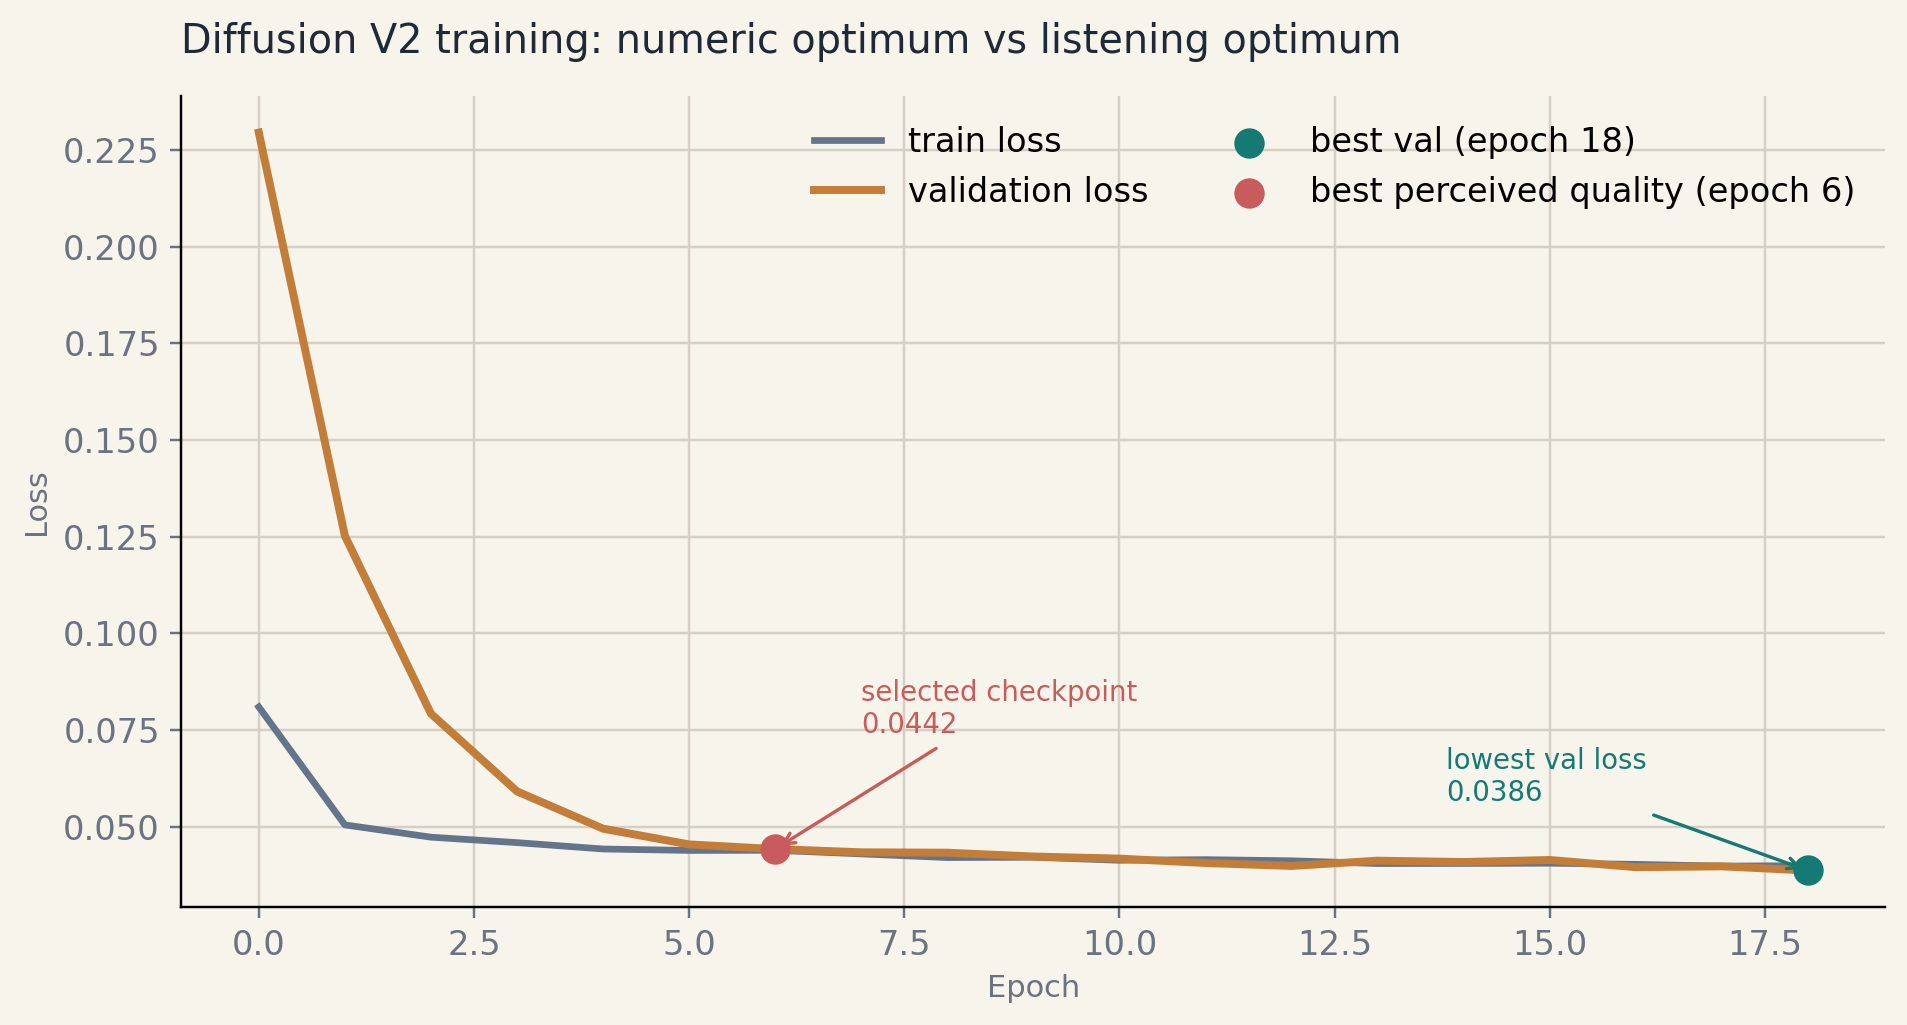 Diffusion V2 training: numeric optimum vs listening optimum
train loss
validation loss
best val (epoch 18)
best perceived quality (epoch 6)
Loss
0.225
0.200
0.175
0.150
0.125
0.100
0.075
0.050
selected checkpoint
0.0442
lowest val loss
0.0386
0.0 2.5 5.0 7.5 10.0 12.5 15.0 17.5
Epoch